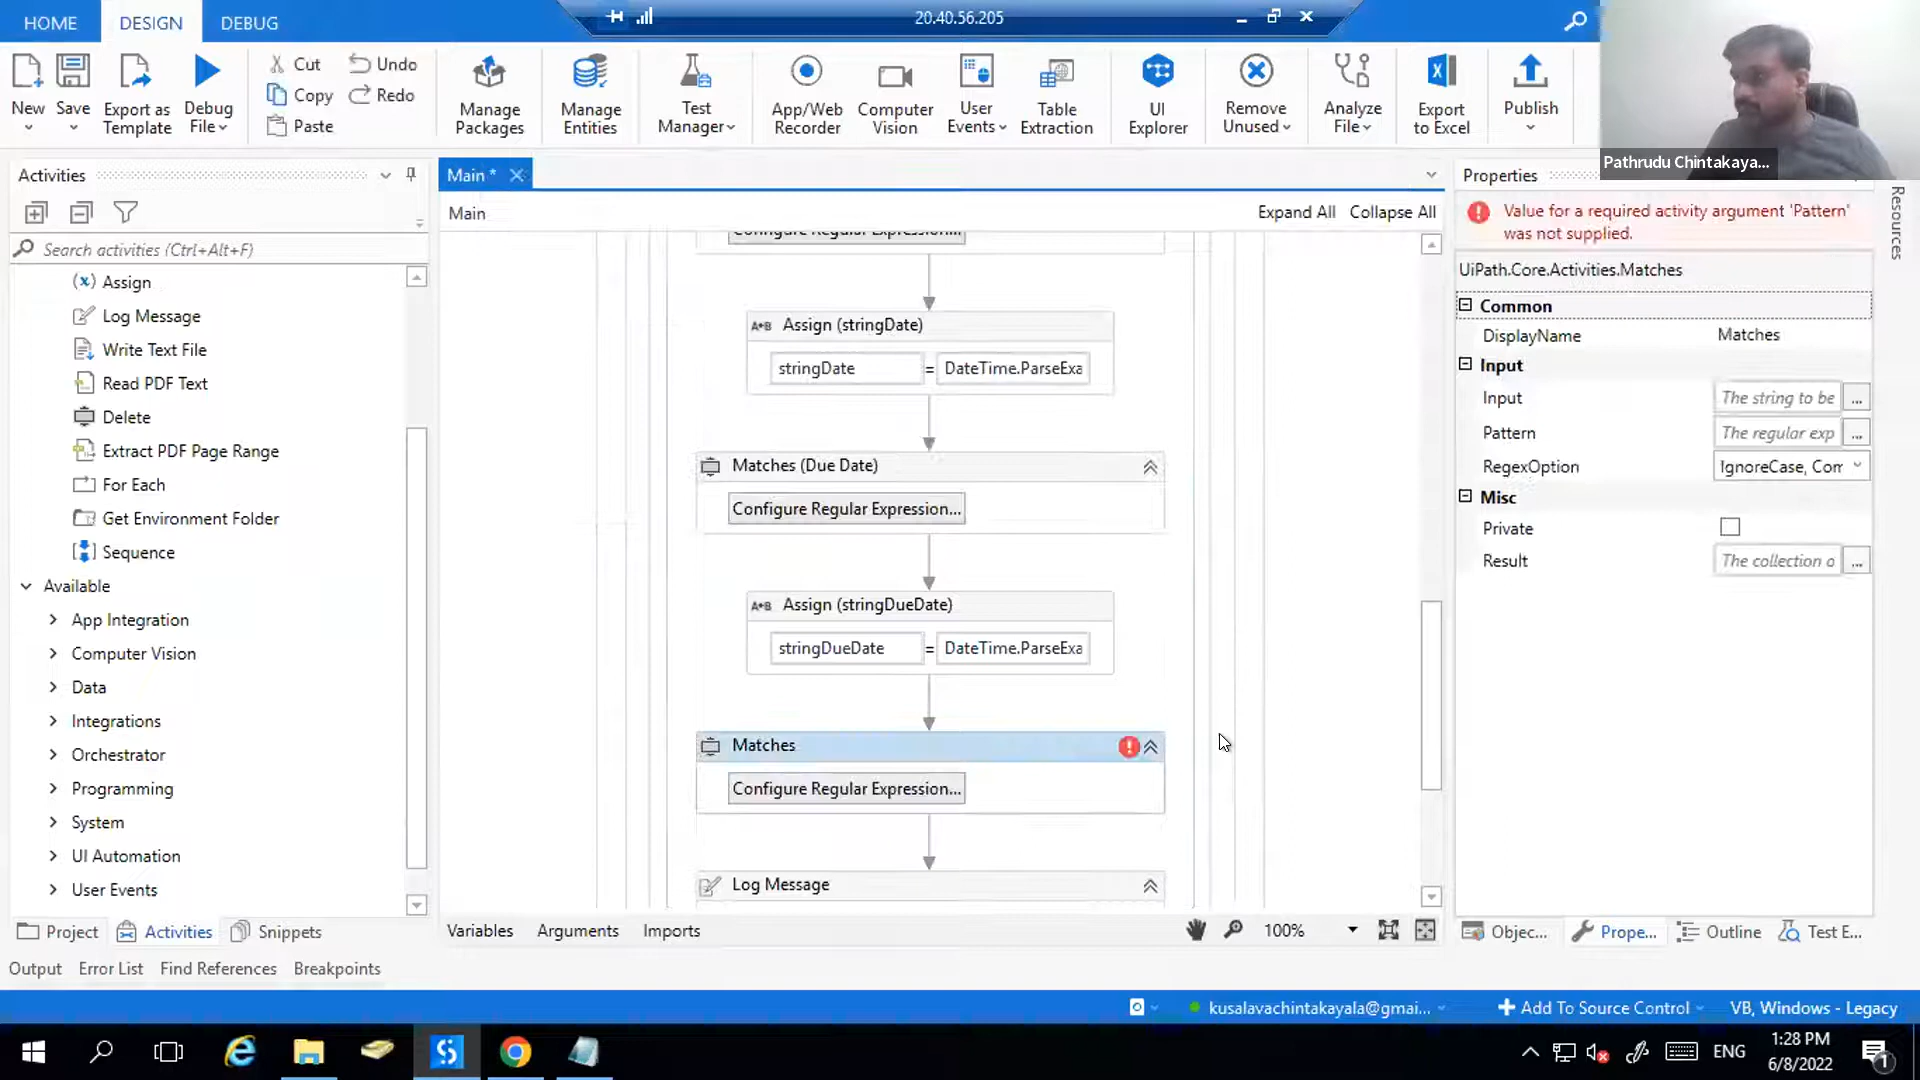 HOME
DESIGN
DEBUG
20.40.56.205
New
Save
Export as
Template
Debug
File
Cut
Copy
Paste
Undo
Redo
Manage
Packages
Manage
Entities
Test
Manager
App/Web
Recorder
Computer
Vision
User
Events
Table
Extraction
UI
Explorer
Remove
Unused
Analyze
File
Export
to Excel
Publish
Pathrudu Chintakaya...
Activities
Search activities (Ctrl+Alt+F)
Assign
Log Message
Write Text File
Read PDF Text
Delete
Extract PDF Page Range
For Each
Get Environment Folder
Sequence
Available
App Integration
Computer Vision
Data
Integrations
Orchestrator
Programming
System
UI Automation
User Events
Project
Activities
Snippets
Main *
Main
Expand All
Collapse All
Configure Regular Expression...
A+B Assign (stringDate)
stringDate = DateTime.ParseExa
Matches (Due Date)
Configure Regular Expression...
A+B Assign (stringDueDate)
stringDueDate = DateTime.ParseExa
Matches
Configure Regular Expression...
Log Message
Variables
Arguments
Imports
100%
Properties
Value for a required activity argument 'Pattern'
was not supplied.
UiPath.Core.Activities.Matches
Common
DisplayName Matches
Input
Input The string to be ...
Pattern The regular exp ...
RegexOption IgnoreCase, Com
Misc
Private
Result The collection o ...
Resources
Objec...
Prope...
Outline
Test E...
Output
Error List
Find References
Breakpoints
kusalavachintakayala@gmai...
Add To Source Control
VB, Windows - Legacy
ENG
1:28 PM
6/8/2022
1